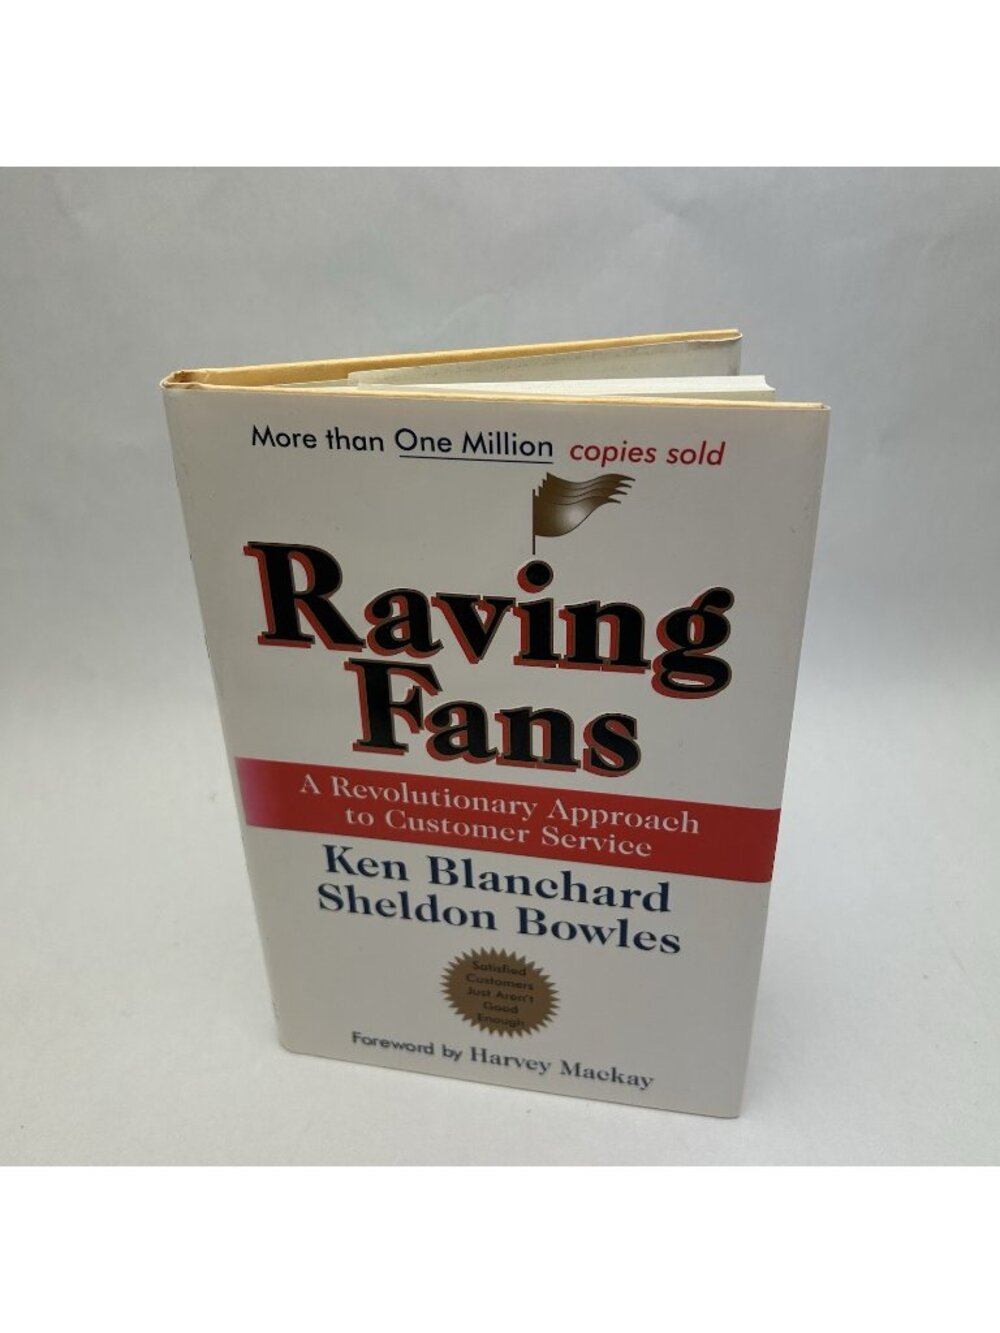 More than One Million copies sold
Raving
Fans
A Revolutionary Approach
to Customer Service
Ken Blanchard
Sheldon Bowles
Satisfied
Customers
Just Aren't
Good
Enough
Foreword by Harvey Mackay